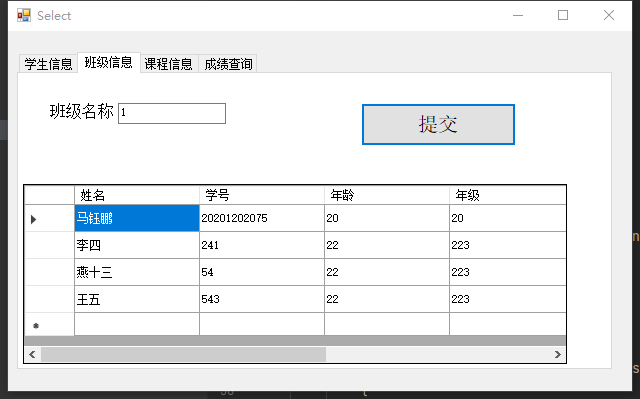 Select
学生信息 班级信息 课程信息 成绩查询
班级名称 1 提交
姓名 学号 年龄 年级
马钰鹏 20201202075 20 20
李四 241 22 223
燕十三 54 22 223
王五 543 22 223